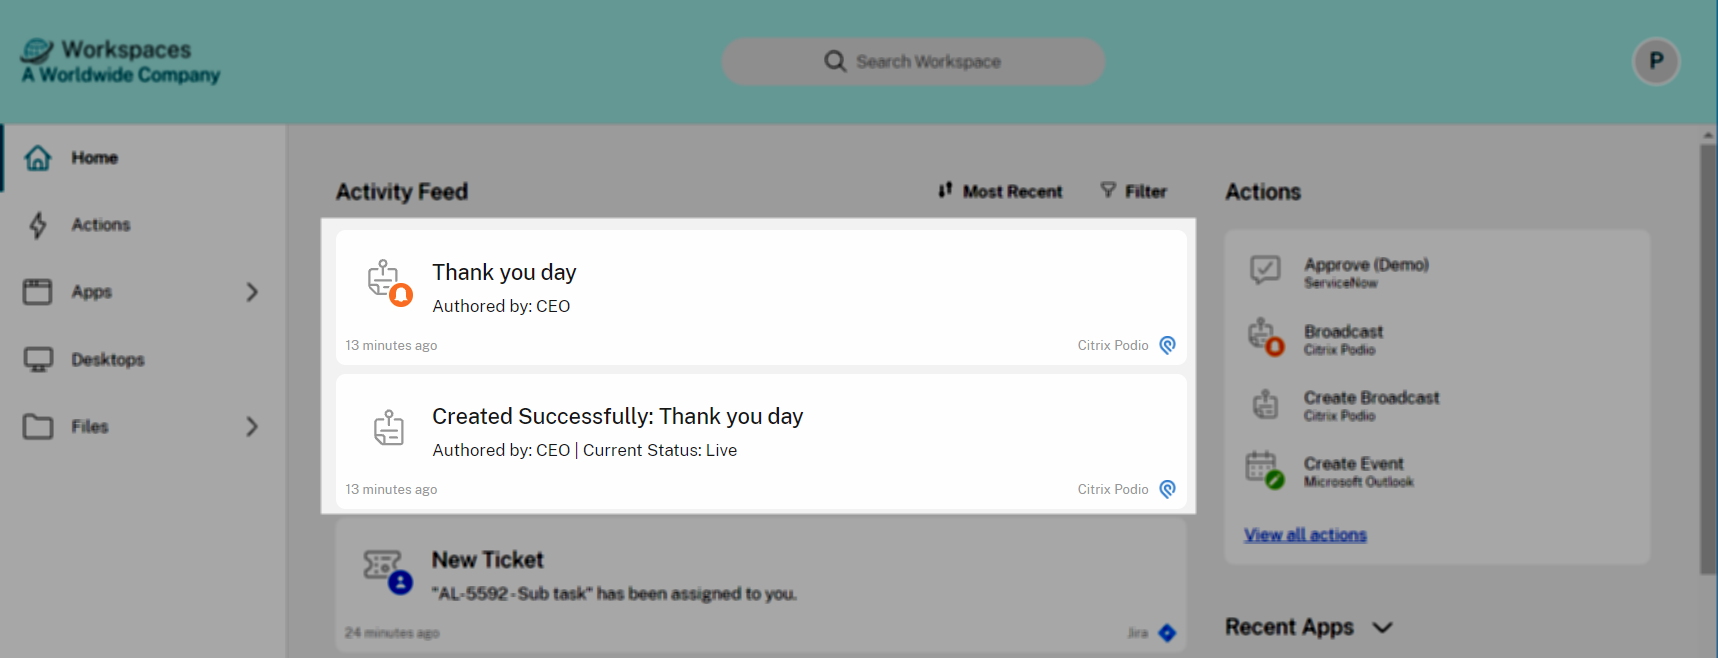 Workspaces
A Worldwide Company
Search Workspace
P
Home
Actions
Apps
Desktops
Files
Activity Feed
Most Recent
Filter
Thank you day
Authored by: CEO
13 minutes ago
Citrix Podio
Created Successfully: Thank you day
Authored by: CEO | Current Status: Live
13 minutes ago
Citrix Podio
New Ticket
"AL-5592-Sub task" has been assigned to you.
24 minutes ago
Jira
Actions
Approve (Demo)
ServiceNow
Broadcast
Citrix Podio
Create Broadcast
Citrix Podio
Create Event
Microsoft Outlook
View all actions
Recent Apps